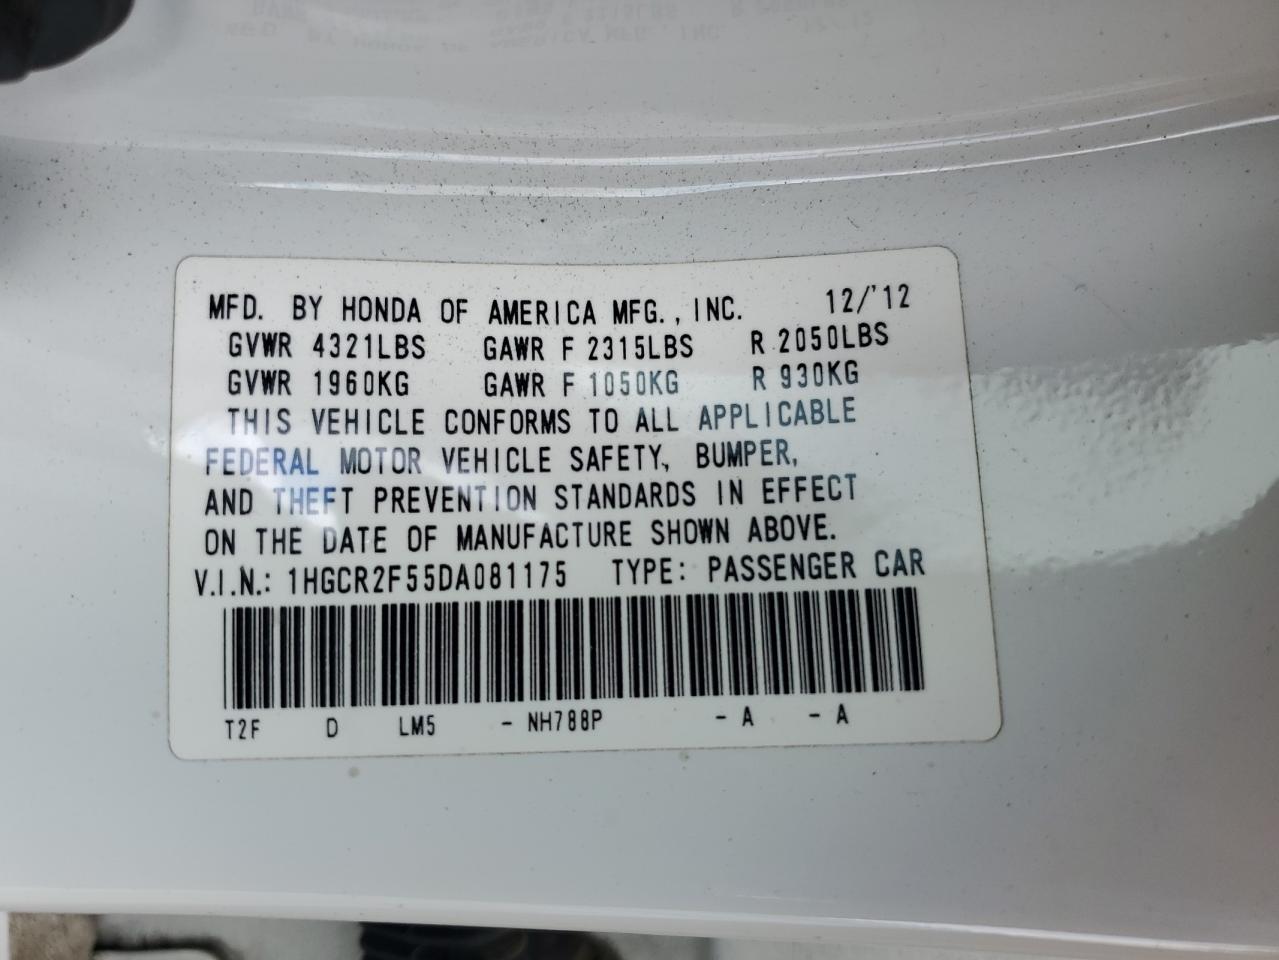 MFD. BY HONDA OF AMERICA MFG., INC. 12/'12
GVWR 4321LBS GAWR F 2315LBS R 2050LBS
GVWR 1960KG GAWR F 1050KG R 930KG
THIS VEHICLE CONFORMS TO ALL APPLICABLE
FEDERAL MOTOR VEHICLE SAFETY, BUMPER,
AND THEFT PREVENTION STANDARDS IN EFFECT
ON THE DATE OF MANUFACTURE SHOWN ABOVE.
V.I.N.: 1HGCR2F55DA081175 TYPE: PASSENGER CAR
T2F D LM5 - NH788P - A - A